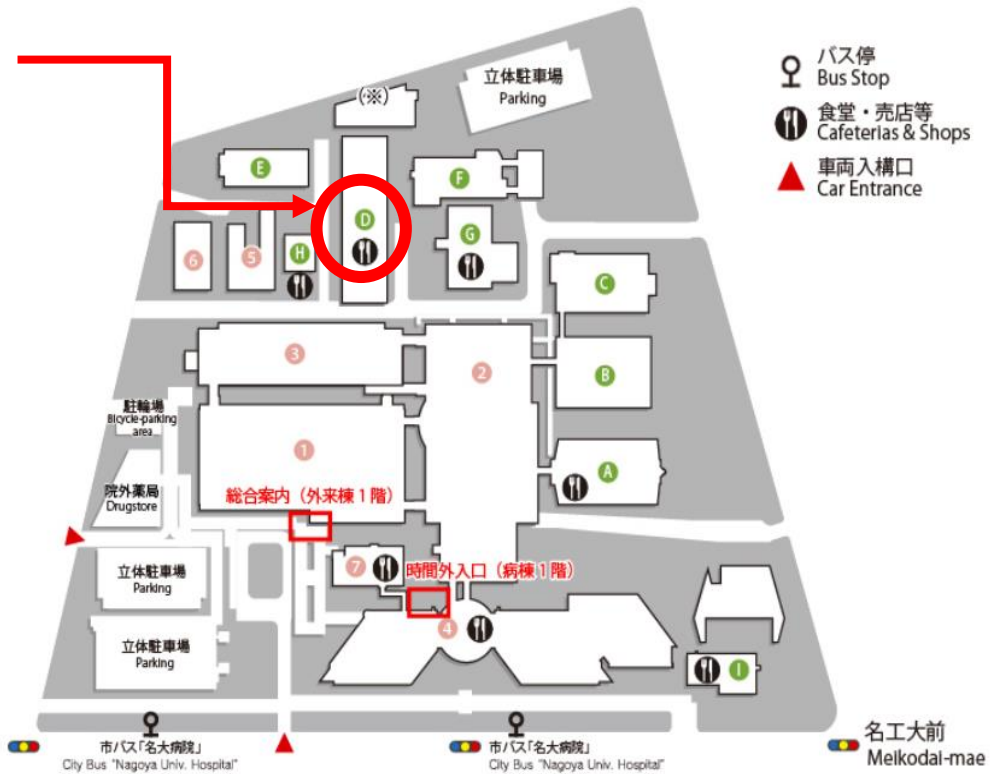 バス停
Bus Stop
食堂・売店等
Cafeterias & Shops
車両入構口
Car Entrance
立体駐車場
Parking
(※)
E
F
D
G
H
6
5
C
3
2
B
駐輪場
Bicycle-parking
area
1
A
院外薬局
Drugstore
総合案内（外来棟１階）
7
時間外入口（病棟１階）
立体駐車場
Parking
4
立体駐車場
Parking
I
市バス「名大病院」
City Bus "Nagoya Univ. Hospital"
市バス「名大病院」
City Bus "Nagoya Univ. Hospital"
名工大前
Meikodai-mae